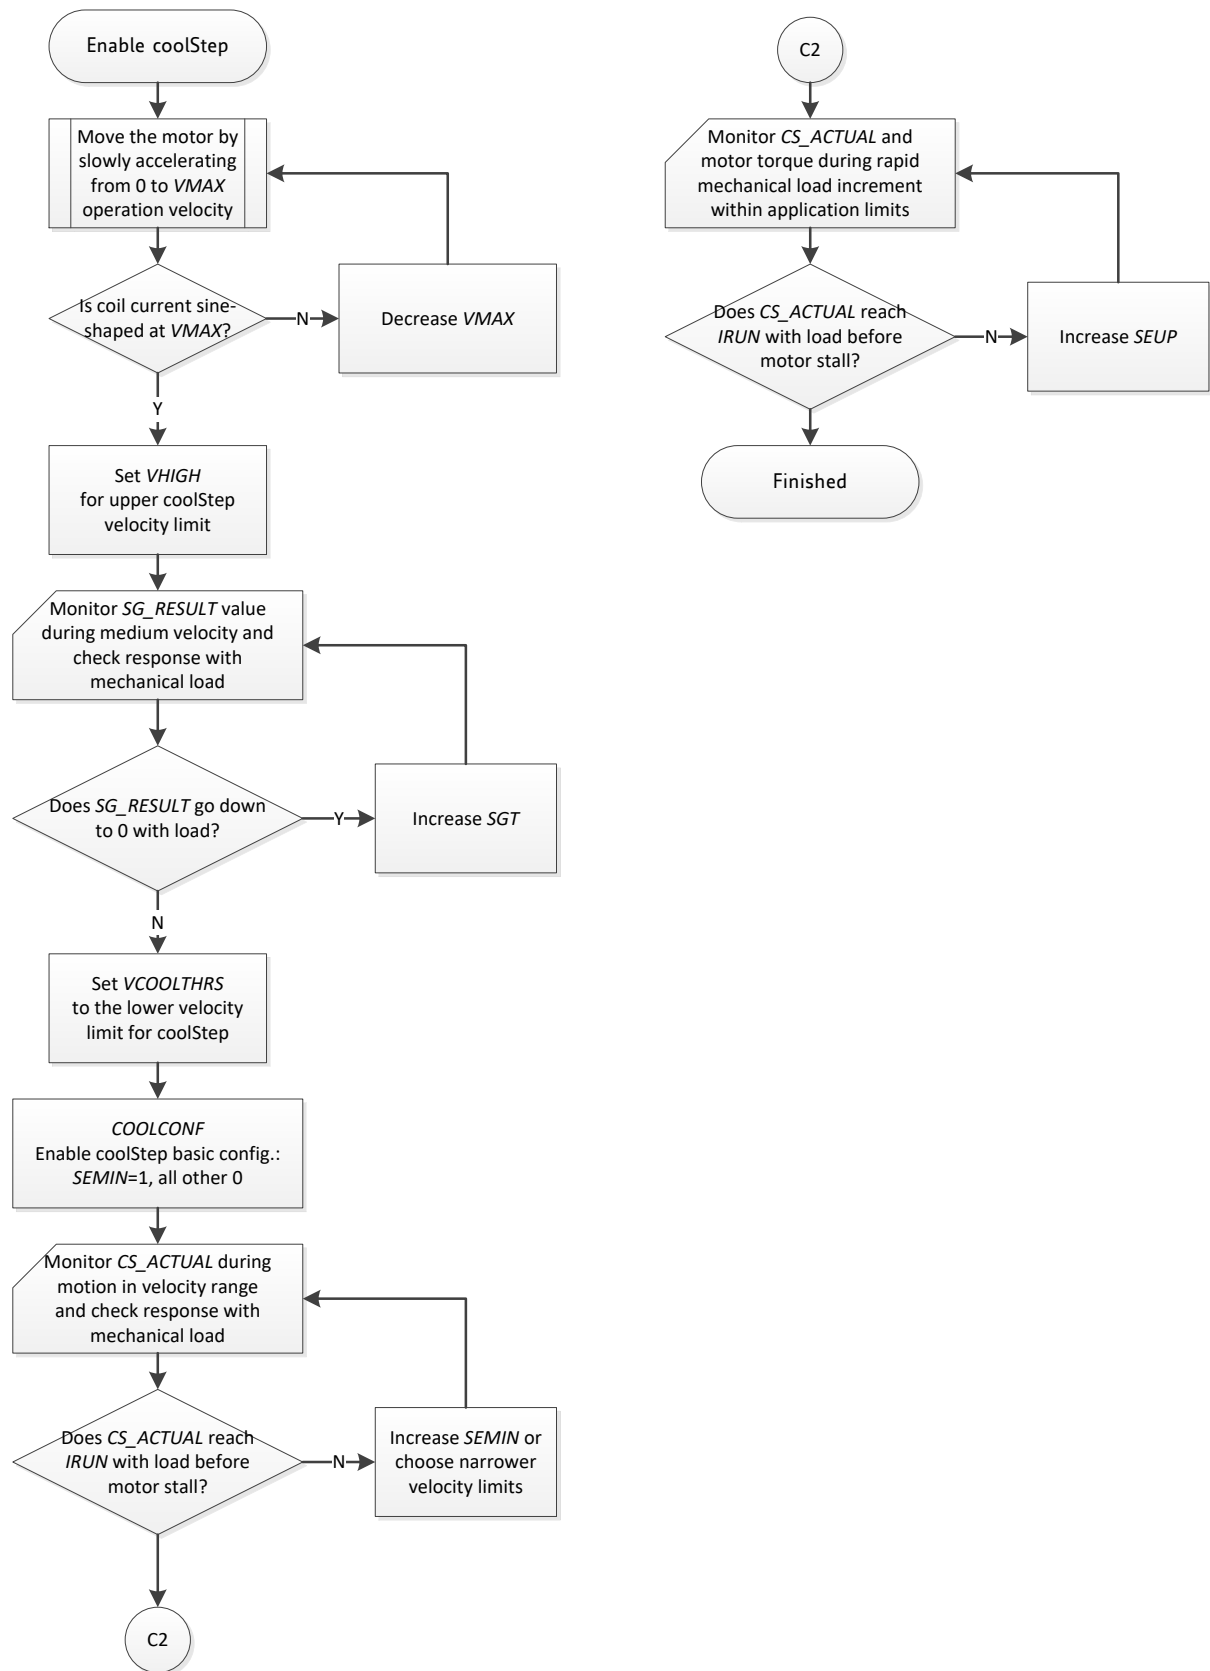 Enable coolStep
Move the motor by
slowly accelerating
from 0 to VMAX
operation velocity
Is coil current sine-
shaped at VMAX?
N
Decrease VMAX
Y
Set VHIGH
for upper coolStep
velocity limit
Monitor SG_RESULT value
during medium velocity and
check response with
mechanical load
Does SG_RESULT go down
to 0 with load?
Y
Increase SGT
N
Set VCOOLTHRS
to the lower velocity
limit for coolStep
COOLCONF
Enable coolStep basic config.:
SEMIN=1, all other 0
Monitor CS_ACTUAL during
motion in velocity range
and check response with
mechanical load
Does CS_ACTUAL reach
IRUN with load before
motor stall?
N
Increase SEMIN or
choose narrower
velocity limits
C2
C2
Monitor CS_ACTUAL and
motor torque during rapid
mechanical load increment
within application limits
Does CS_ACTUAL reach
IRUN with load before
motor stall?
N
Increase SEUP
Finished